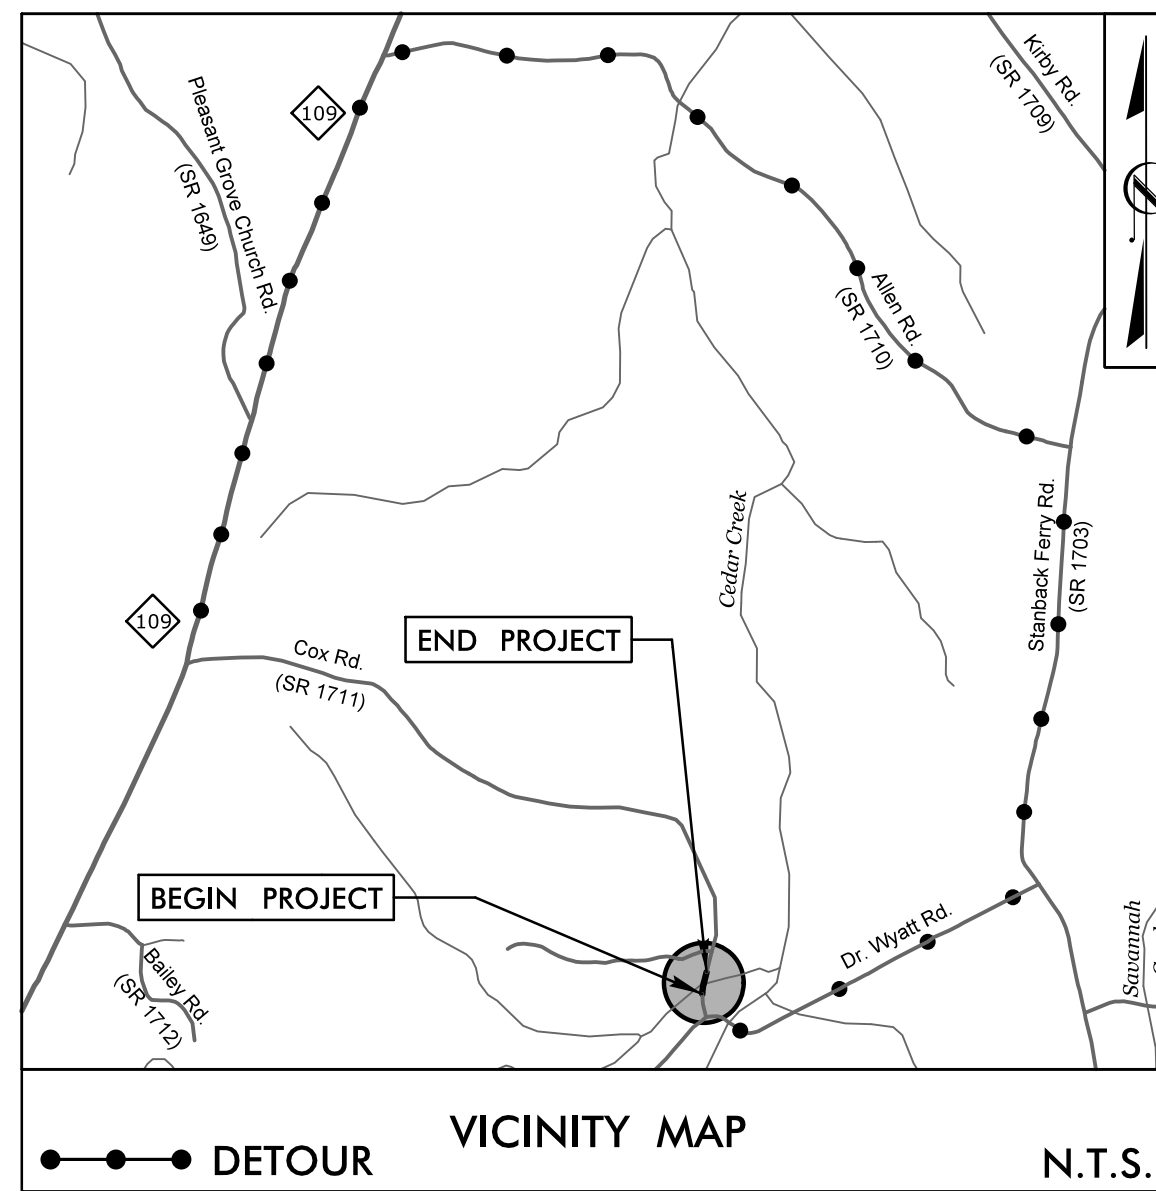 Kirby Rd.
(SR 1709)
Pleasant Grove Church Rd.
(SR 1649)
109
Allen Rd.
(SR 1710)
Cedar Creek
Stanback Ferry Rd.
(SR 1703)
109
END PROJECT
Cox Rd.
(SR 1711)
BEGIN PROJECT
Dr. Wyatt Rd.
Savannah
Bailey Rd.
(SR 1712)
VICINITY MAP
DETOUR
N.T.S.